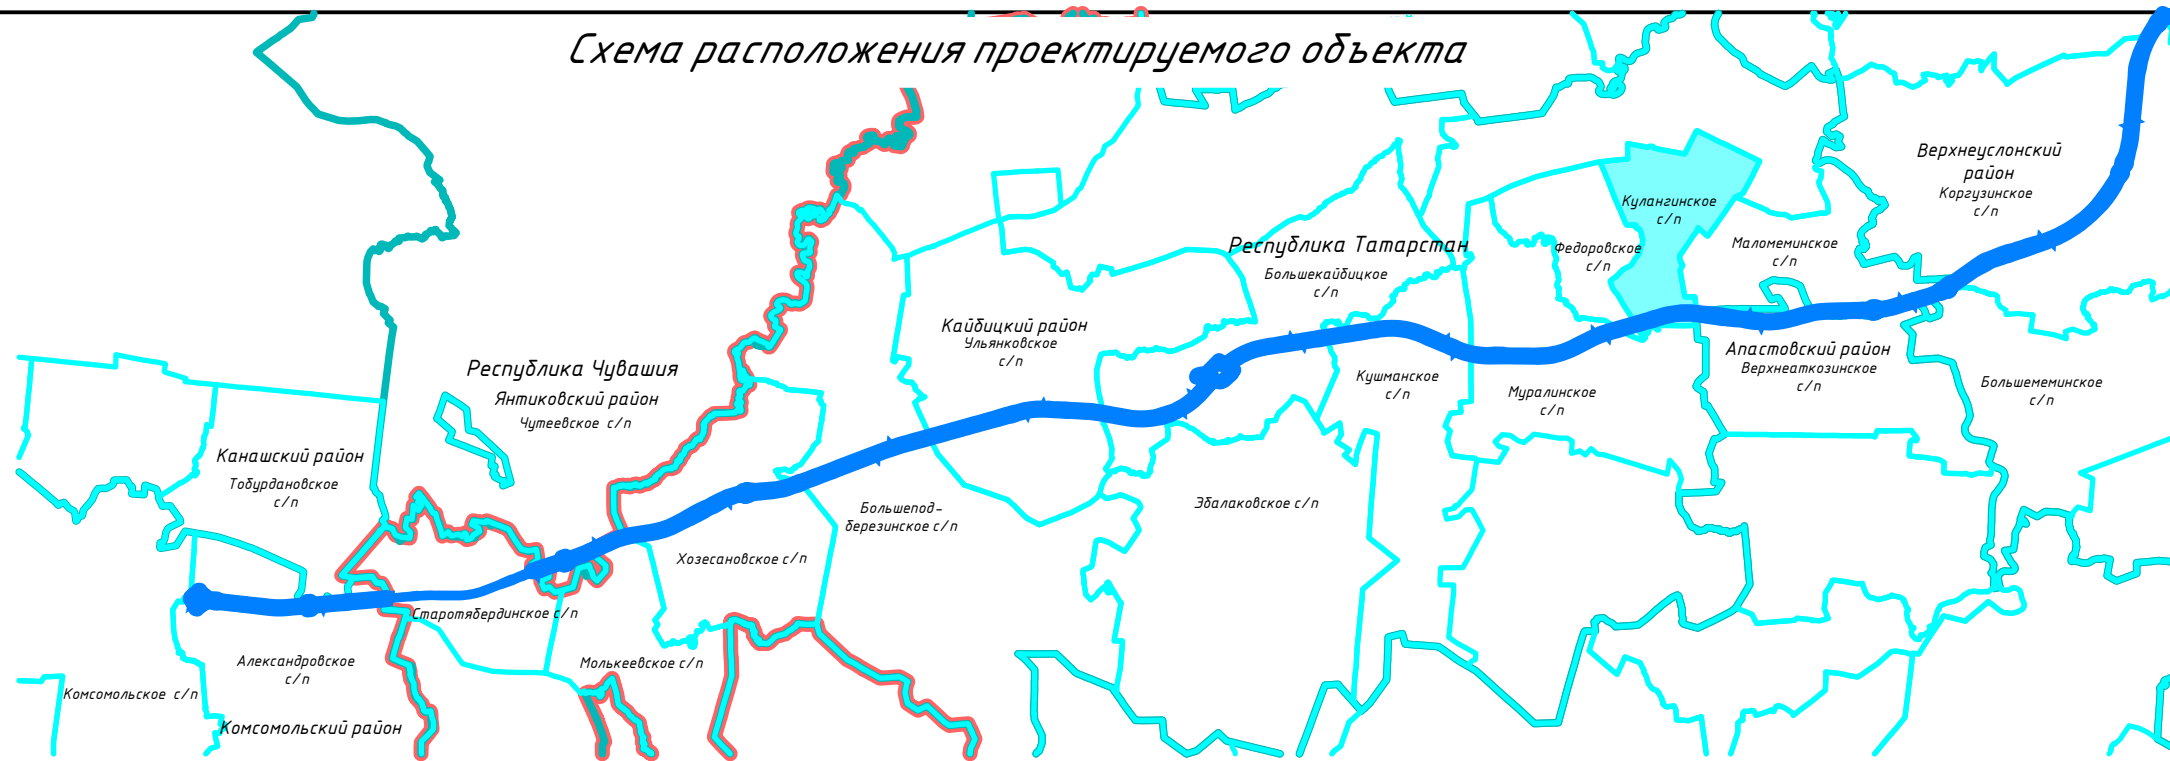 Схема расположения проектируемого объекта
Верхнеуслонский
район
Коргузинское
с/п
Кулангинское
с/п
Федоровское
с/п
Маломеминское
с/п
Республика Татарстан
Большекайбицкое
с/п
Кайбицкий район
Ульянковское
с/п
Апастовский район
Верхнеаткозинское
с/п
Республика Чувашия
Янтиковский район
Чутеевское с/п
Кушманское
с/п
Муралинское
с/п
Большемеминское
с/п
Канашский район
Тобурдановское
с/п
Большепод-
березинское с/п
Эбалаковское с/п
Хозесановское с/п
Старотябердинское с/п
Александровское
с/п
Молькеевское с/п
Комсомольское с/п
Комсомольский район